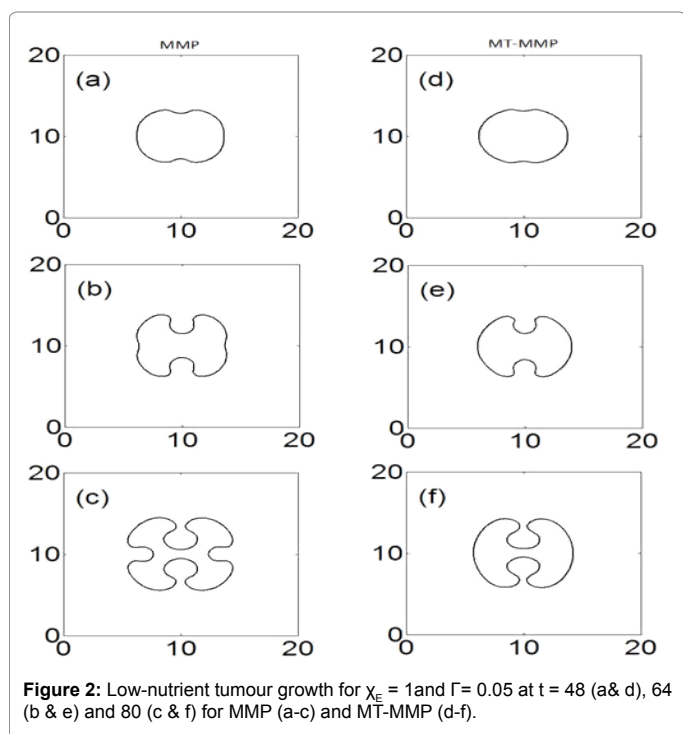 MMP
MT-MMP
20
(a)
10
0
0 10 20
20
(d)
10
0
0 10 20
20
(b)
10
0
0 10 20
20
(e)
10
0
0 10 20
20
(c)
10
0
0 10 20
20
(f)
10
0
0 10 20
Figure 2: Low-nutrient tumour growth for χE = 1and Γ= 0.05 at t = 48 (a& d), 64
(b & e) and 80 (c & f) for MMP (a-c) and MT-MMP (d-f).